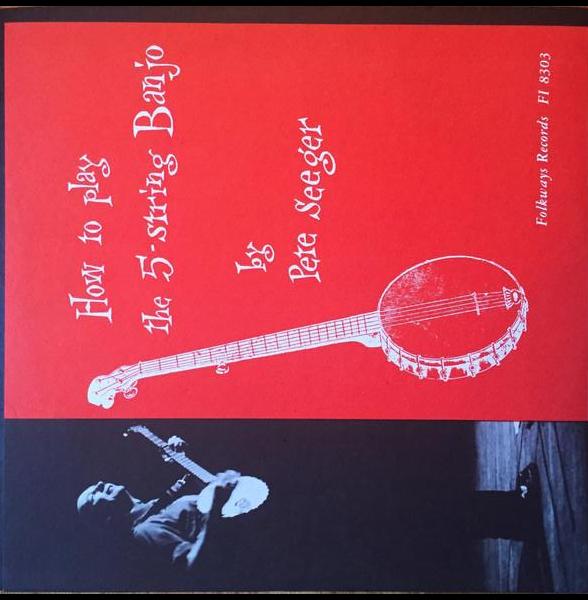 How to play
the 5-string Banjo
by
Pete Seeger
Folkways Records FI 8303